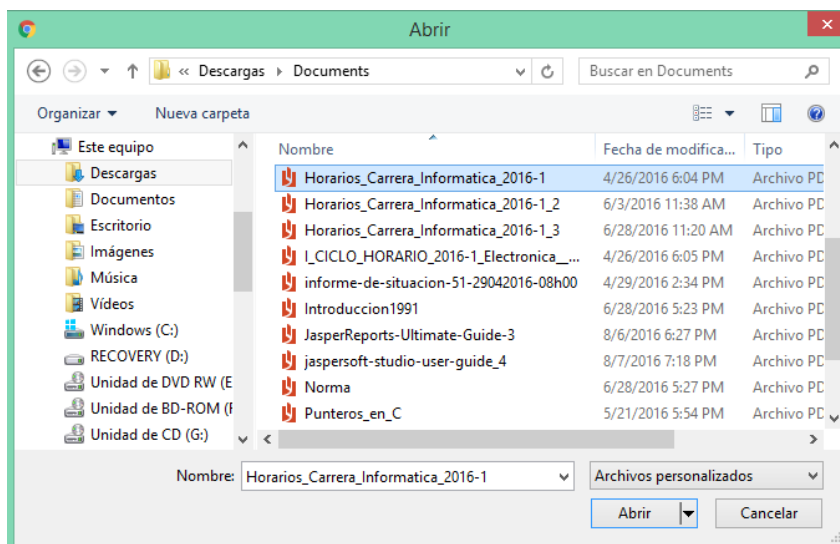 Abrir
« Descargas Documents
Buscar en Documents
Organizar
Nueva carpeta
Este equipo
Descargas
Documentos
Escritorio
Imágenes
Música
Vídeos
Windows (C:)
RECOVERY (D:)
Unidad de DVD RW (E
Unidad de BD-ROM (F
Unidad de CD (G:)
Nombre Fecha de modifica... Tipo
Horarios_Carrera_Informatica_2016-1 4/26/2016 6:04 PM Archivo PD
Horarios_Carrera_Informatica_2016-1_2 6/3/2016 11:38 AM Archivo PD
Horarios_Carrera_Informatica_2016-1_3 6/28/2016 11:20 AM Archivo PD
I_CICLO_HORARIO_2016-1_Electronica__... 4/26/2016 6:05 PM Archivo PD
informe-de-situacion-51-29042016-08h00 4/29/2016 2:34 PM Archivo PD
Introduccion1991 6/28/2016 5:23 PM Archivo PD
JasperReports-Ultimate-Guide-3 8/6/2016 6:27 PM Archivo PD
jaspersoft-studio-user-guide_4 8/7/2016 7:18 PM Archivo PD
Norma 6/28/2016 5:27 PM Archivo PD
Punteros_en_C 5/21/2016 5:54 PM Archivo PD
Nombre: Horarios_Carrera_Informatica_2016-1
Archivos personalizados
Abrir
Cancelar